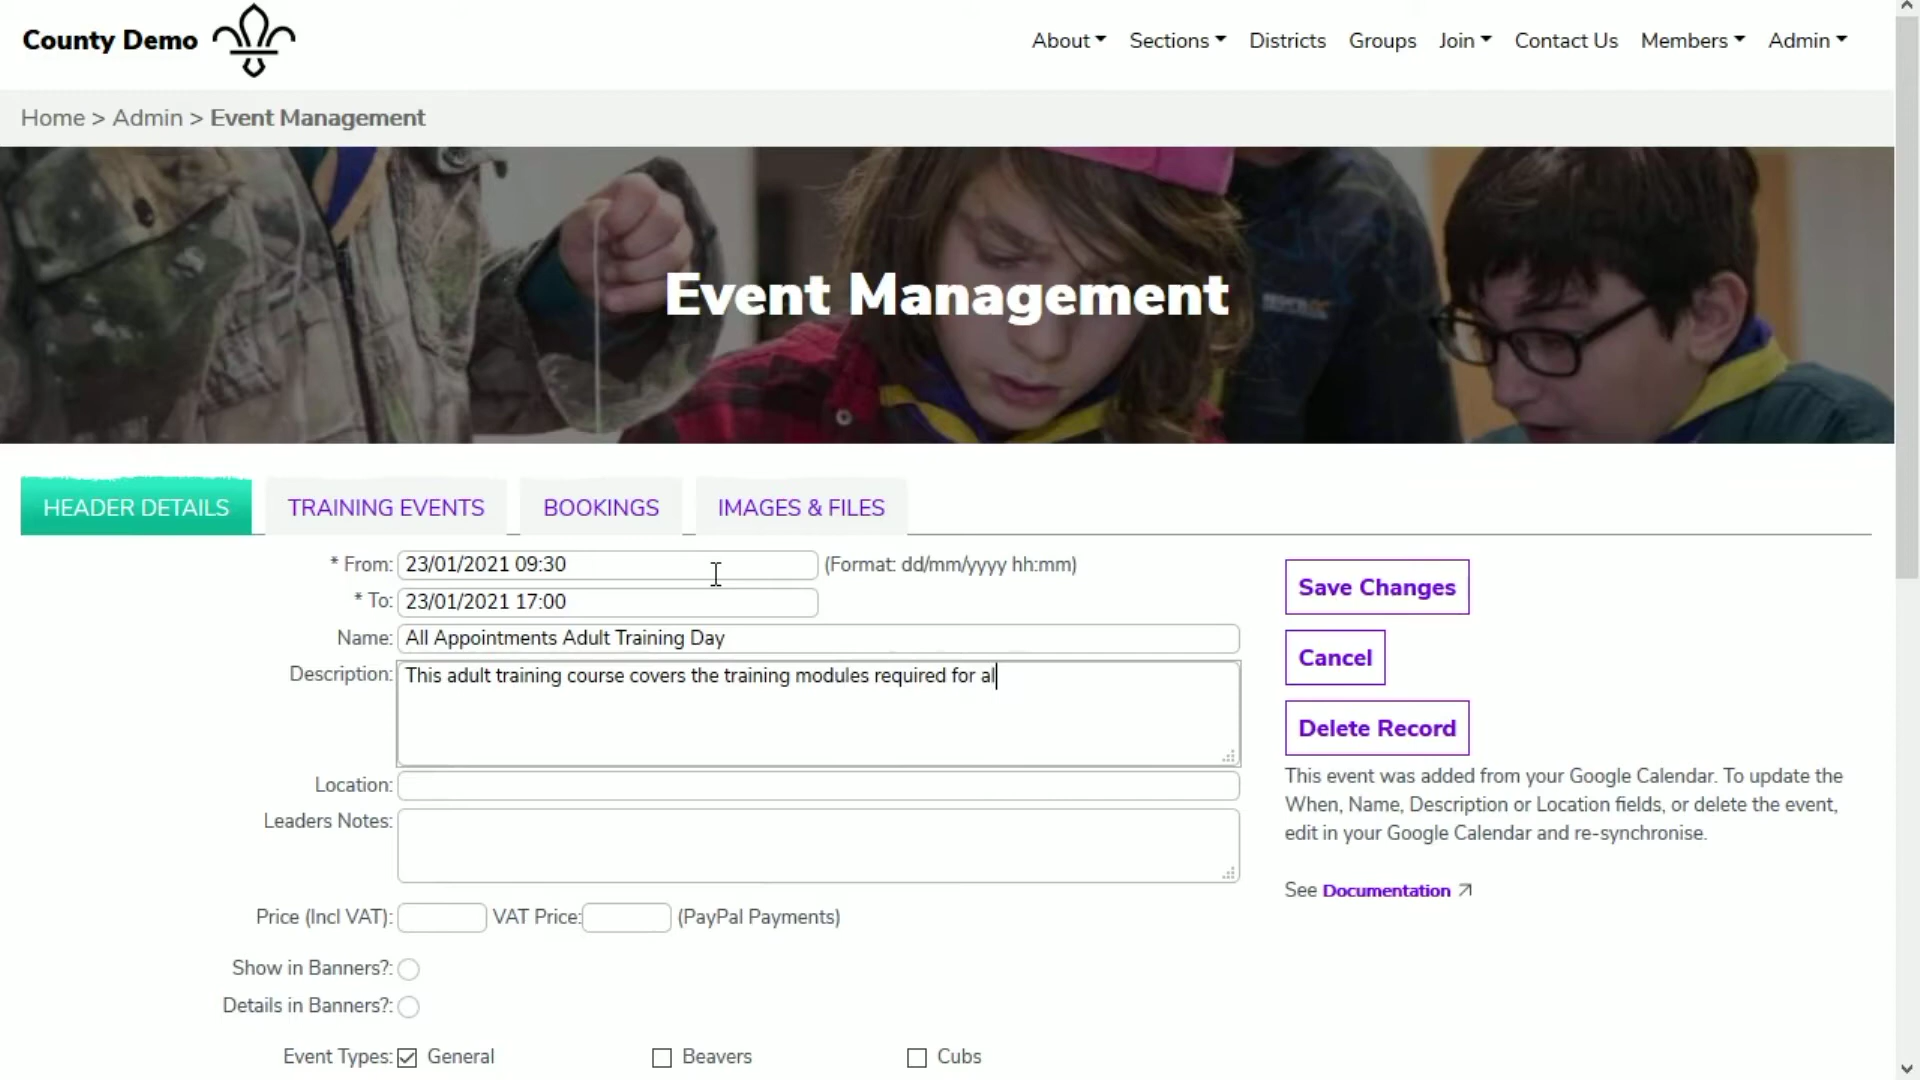 County Demo
About Sections Districts Groups Join Contact Us Members Admin
Home > Admin > Event Management
Event Management
HEADER DETAILS TRAINING EVENTS BOOKINGS IMAGES & FILES
* From: 23/01/2021 09:30 (Format: dd/mm/yyyy hh:mm)
* To: 23/01/2021 17:00
Name: All Appointments Adult Training Day
Description: This adult training course covers the training modules required for al
Location:
Leaders Notes:
Price (Incl VAT): VAT Price: (PayPal Payments)
Show in Banners?:
Details in Banners?:
Event Types: General Beavers Cubs
Save Changes
Cancel
Delete Record
This event was added from your Google Calendar. To update the
When, Name, Description or Location fields, or delete the event,
edit in your Google Calendar and re-synchronise.
See Documentation